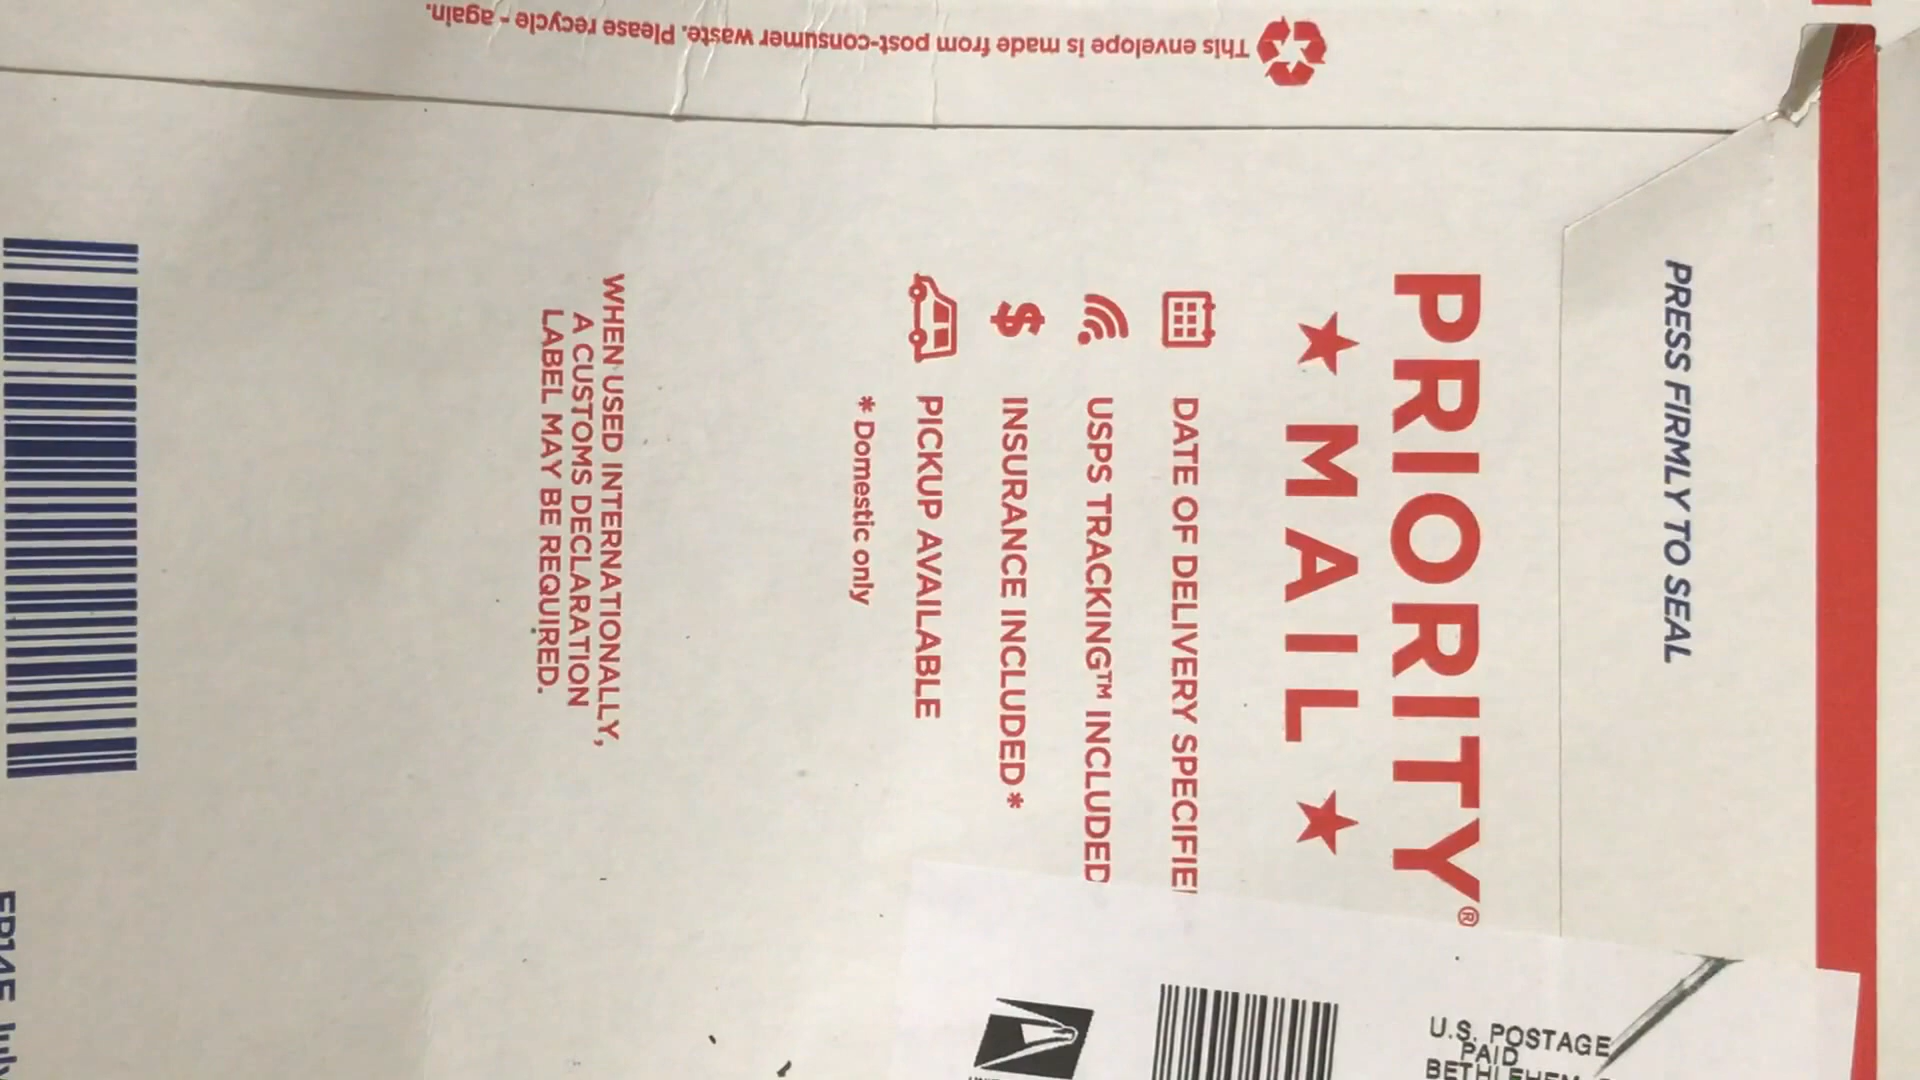 This envelope is made from post-consumer waste. Please recycle - again.
PRESS FIRMLY TO SEAL
PRIORITY®
★ MAIL ★
DATE OF DELIVERY SPECIFIE
USPS TRACKING™ INCLUDED
$ INSURANCE INCLUDED*
PICKUP AVAILABLE
* Domestic only
WHEN USED INTERNATIONALLY,
A CUSTOMS DECLARATION
LABEL MAY BE REQUIRED.
U.S. POSTAGE
PAID